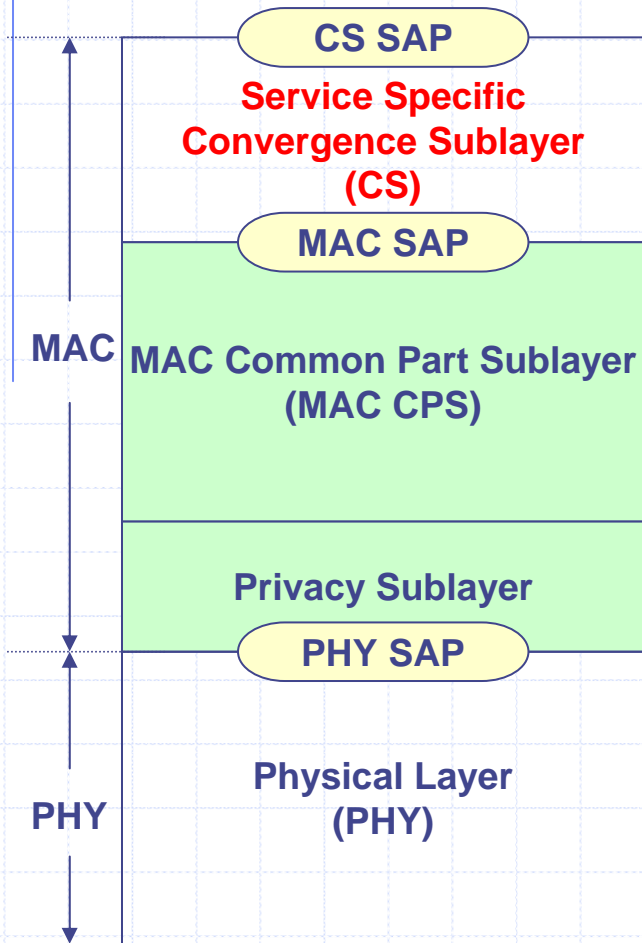 CS SAP
Service Specific
Convergence Sublayer
(CS)
MAC SAP
MAC
MAC Common Part Sublayer
(MAC CPS)
Privacy Sublayer
PHY SAP
Physical Layer
(PHY)
PHY